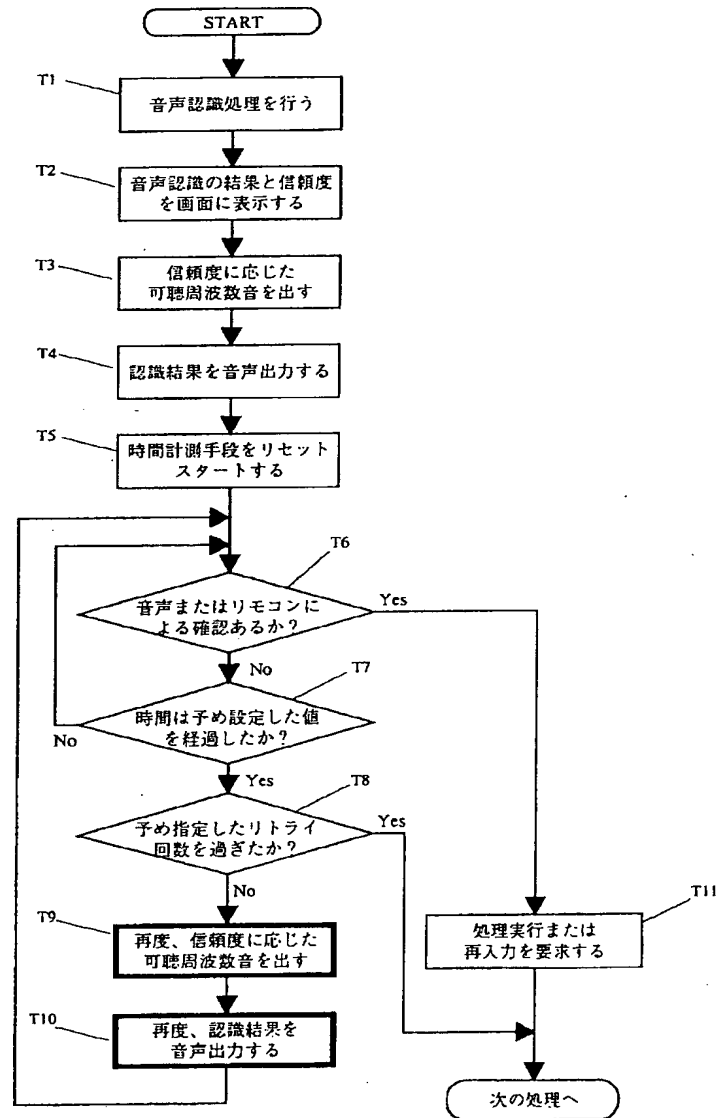 START
T1
音声認識処理を行う
T2
音声認識の結果と信頼度
を画面に表示する
T3
信頼度に応じた
可聴周波数音を出す
T4
認識結果を音声出力する
T5
時間計測手段をリセット
スタートする
T6
音声またはリモコンに
よる確認あるか?
Yes
No
T7
時間は予め設定した値
を経過したか?
No
Yes
T8
予め指定したリトライ
回数を過ぎたか?
Yes
No
T9
再度、信頼度に応じた
可聴周波数音を出す
T10
再度、認識結果を
音声出力する
T11
処理実行または
再入力を要求する
次の処理へ